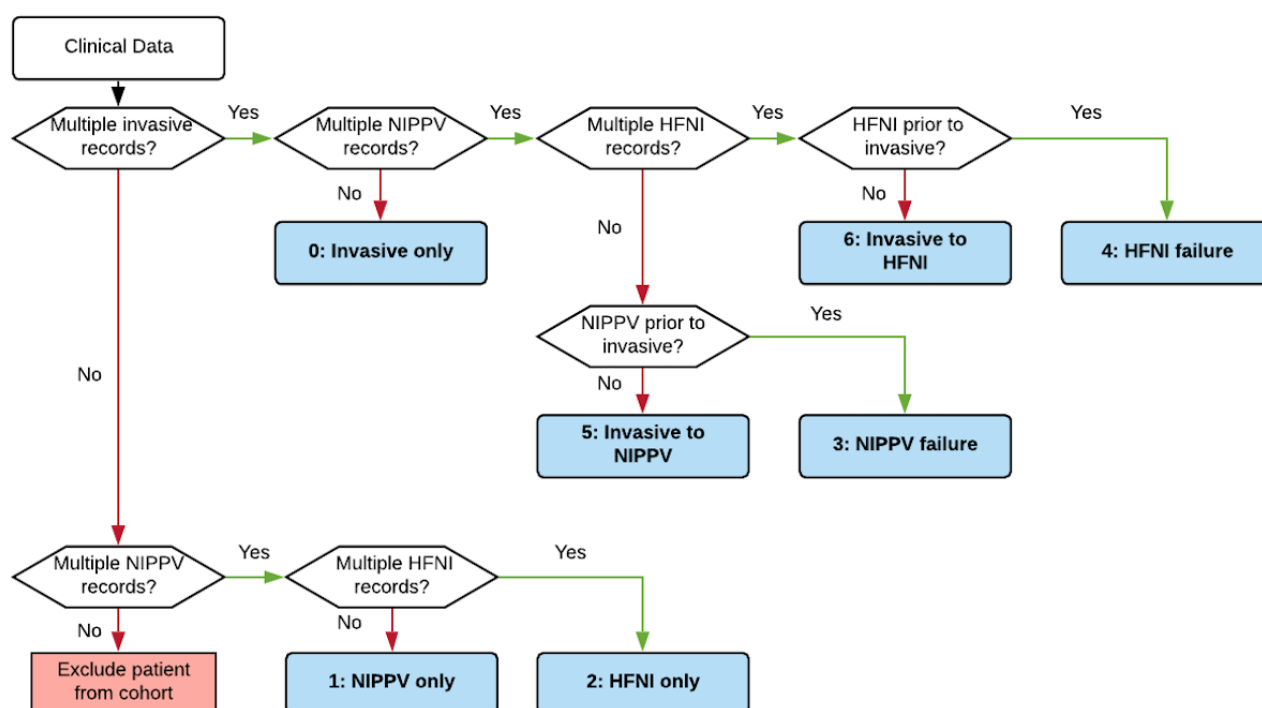 Clinical Data
Multiple invasive
records?
Yes
Multiple NIPPV
records?
Yes
Multiple HFNI
records?
Yes
HFNI prior to
invasive?
Yes
No
No
No
0: Invasive only
6: Invasive to
HFNI
4: HFNI failure
NIPPV prior to
invasive?
Yes
No
No
5: Invasive to
NIPPV
3: NIPPV failure
Multiple NIPPV
records?
Yes
Multiple HFNI
records?
Yes
No
No
Exclude patient
from cohort
1: NIPPV only
2: HFNI only